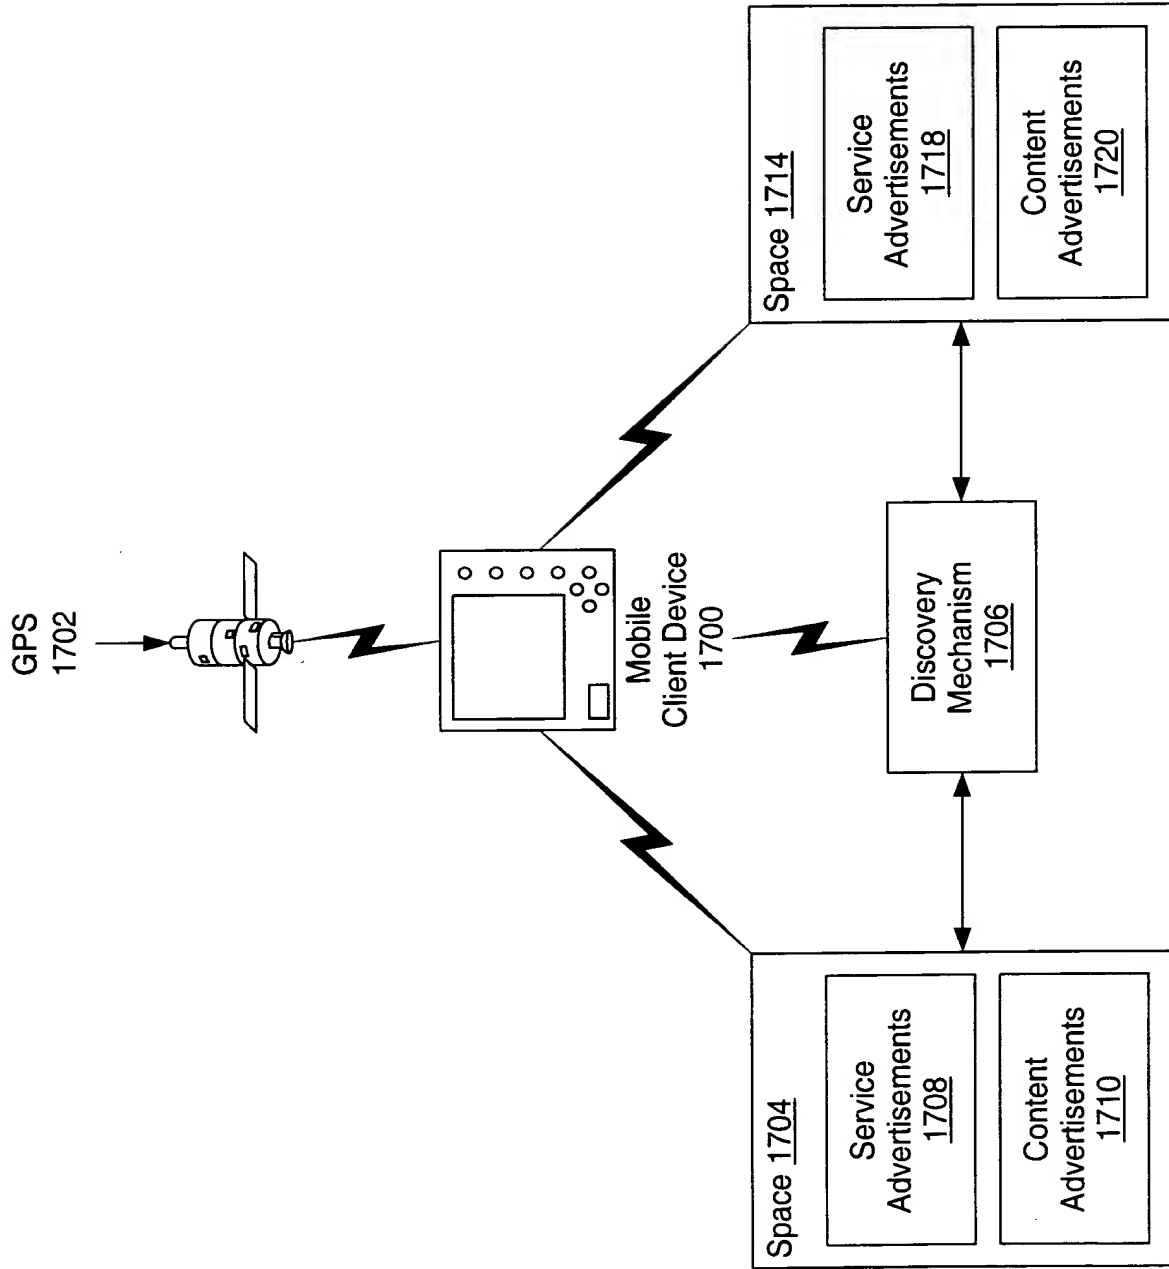 GPS
1702
Mobile
Client Device
1700
Discovery
Mechanism
1706
Space 1704
Service
Advertisements
1708
Content
Advertisements
1710
Space 1714
Service
Advertisements
1718
Content
Advertisements
1720